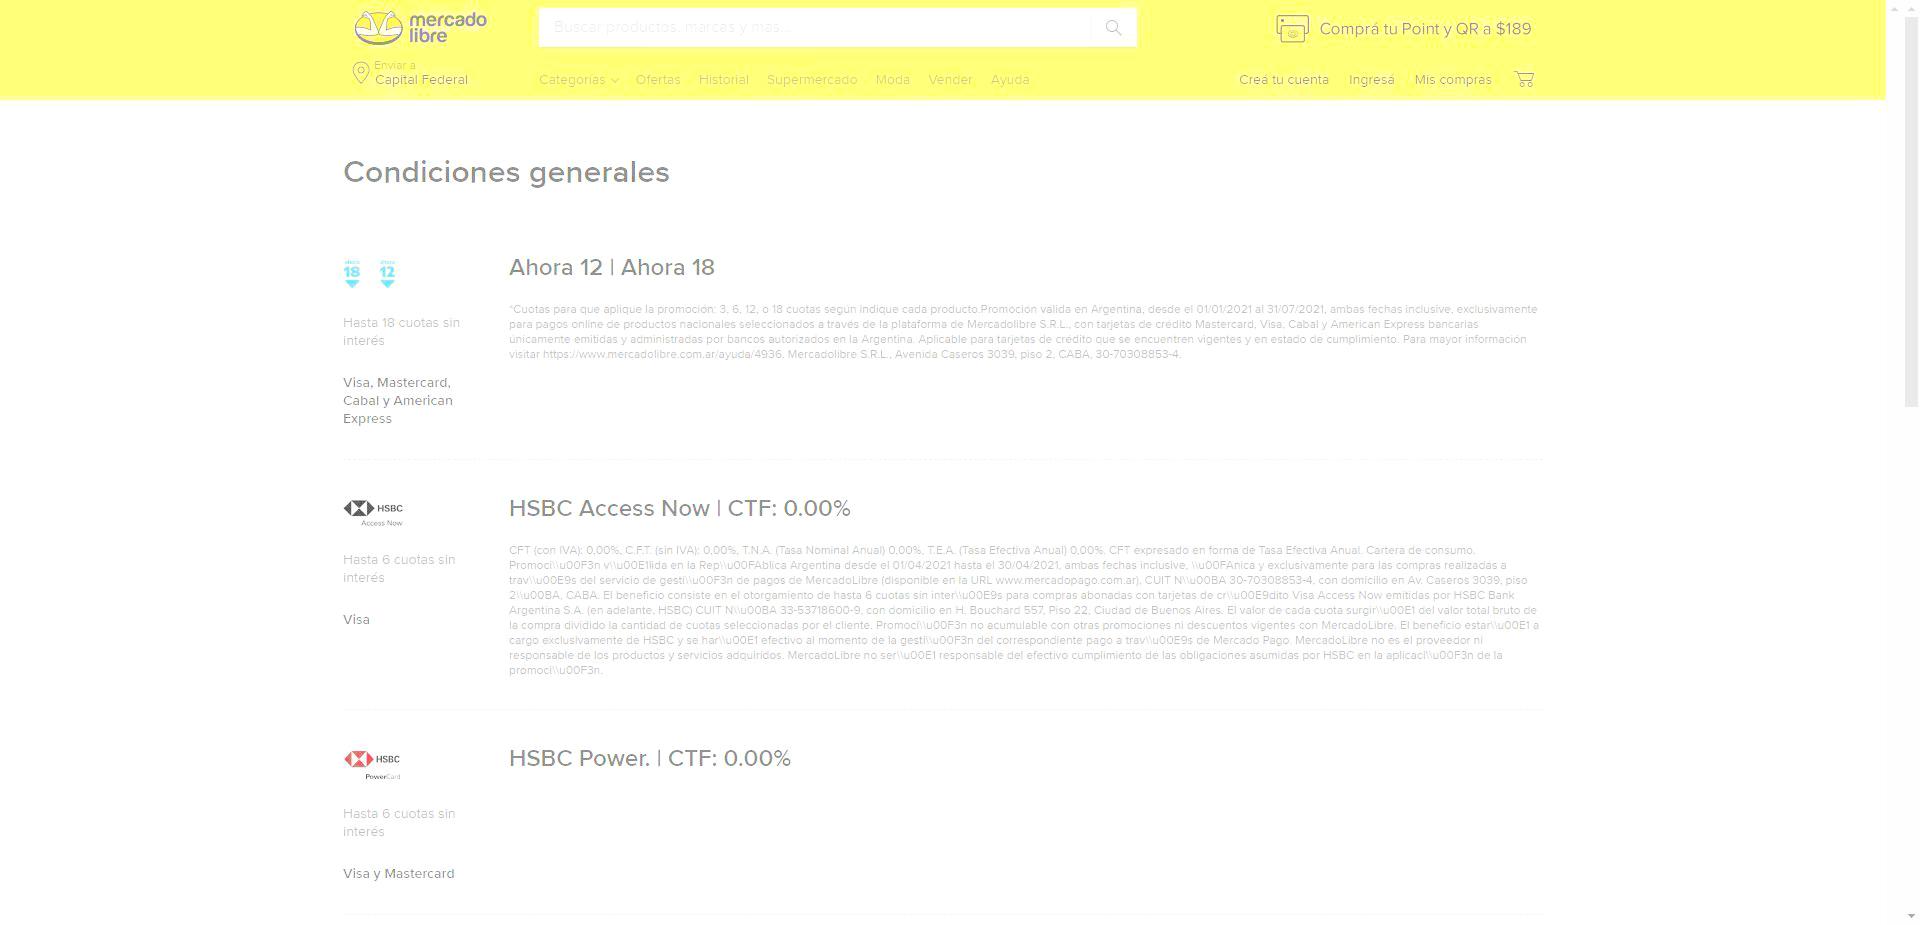 mercado
libre
Buscar productos, marcas y más...
Comprá tu Point y QR a $189
Enviar a
Capital Federal
Categorías Ofertas Historial Supermercado Moda Vender Ayuda
Creá tu cuenta Ingresá Mis compras
Condiciones generales
ahora ahora
18 12
Hasta 18 cuotas sin
interés
Visa, Mastercard,
Cabal y American
Express
Ahora 12 | Ahora 18
*Cuotas para que aplique la promoción: 3, 6, 12, o 18 cuotas según indique cada producto.Promoción válida en Argentina, desde el 01/01/2021 al 31/07/2021, ambas fechas inclusive, exclusivamente
para pagos online de productos nacionales seleccionados a través de la plataforma de Mercadolibre S.R.L., con tarjetas de crédito Mastercard, Visa, Cabal y American Express bancarias
únicamente emitidas y administradas por bancos autorizados en la Argentina. Aplicable para tarjetas de crédito que se encuentren vigentes y en estado de cumplimiento. Para mayor información
visitar https://www.mercadolibre.com.ar/ayuda/4936. Mercadolibre S.R.L., Avenida Caseros 3039, piso 2, CABA, 30-70308853-4.
HSBC
Access Now
Hasta 6 cuotas sin
interés
Visa
HSBC Access Now | CTF: 0.00%
CFT (con IVA): 0,00%, C.F.T. (sin IVA): 0,00%, T.N.A. (Tasa Nominal Anual) 0,00%, T.E.A. (Tasa Efectiva Anual) 0,00%. CFT expresado en forma de Tasa Efectiva Anual. Cartera de consumo.
Promoci\\u00F3n v\\u00E1lida en la Rep\\u00FAblica Argentina desde el 01/04/2021 hasta el 30/04/2021, ambas fechas inclusive, \\u00FAnica y exclusivamente para las compras realizadas a
trav\\u00E9s del servicio de gesti\\u00F3n de pagos de MercadoLibre (disponible en la URL www.mercadopago.com.ar), CUIT N\\u00BA 30-70308853-4, con domicilio en Av. Caseros 3039, piso
2\\u00BA, CABA. El beneficio consiste en el otorgamiento de hasta 6 cuotas sin inter\\u00E9s para compras abonadas con tarjetas de cr\\u00E9dito Visa Access Now emitidas por HSBC Bank
Argentina S.A. (en adelante, HSBC) CUIT N\\u00BA 33-53718600-9, con domicilio en H. Bouchard 557, Piso 22, Ciudad de Buenos Aires. El valor de cada cuota surgir\\u00E1 del valor total bruto de
la compra dividido la cantidad de cuotas seleccionadas por el cliente. Promoci\\u00F3n no acumulable con otras promociones ni descuentos vigentes con MercadoLibre. El beneficio estar\\u00E1 a
cargo exclusivamente de HSBC y se har\\u00E1 efectivo al momento de la gesti\\u00F3n del correspondiente pago a trav\\u00E9s de Mercado Pago. MercadoLibre no es el proveedor ni
responsable de los productos y servicios adquiridos. MercadoLibre no ser\\u00E1 responsable del efectivo cumplimiento de las obligaciones asumidas por HSBC en la aplicaci\\u00F3n de la
promoci\\u00F3n.
HSBC
PowerCard
Hasta 6 cuotas sin
interés
Visa y Mastercard
HSBC Power. | CTF: 0.00%